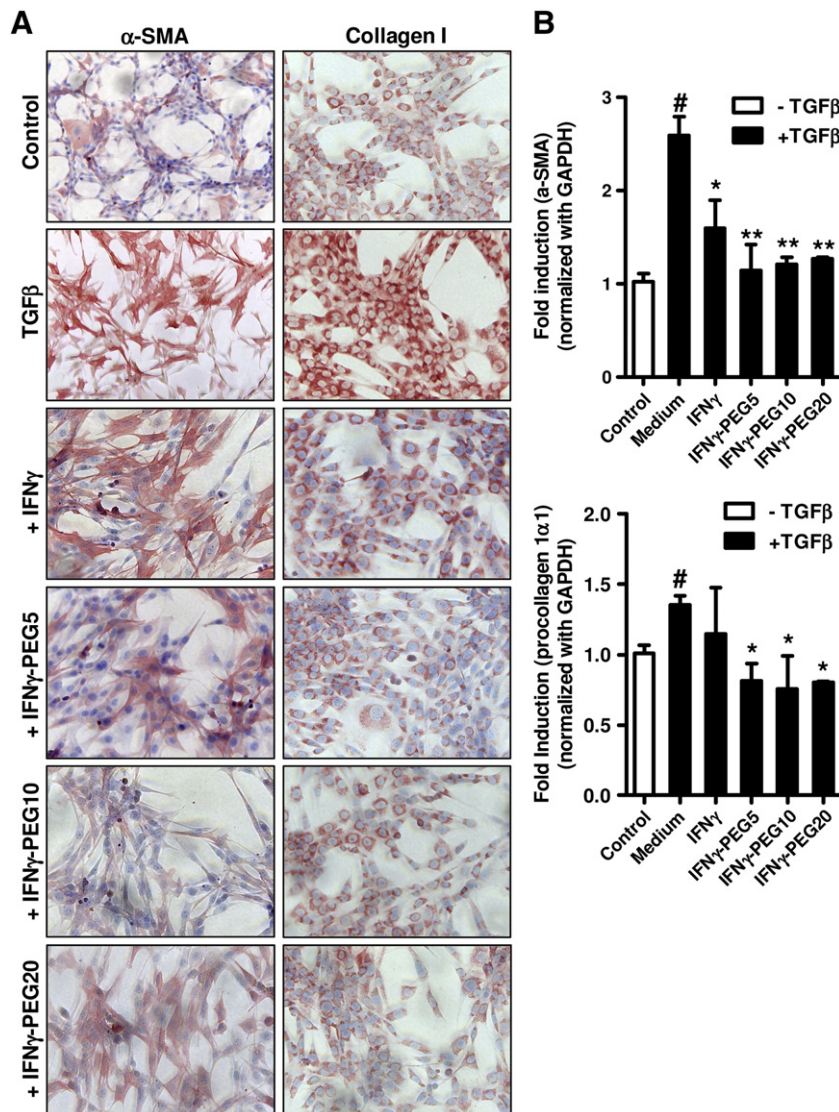 A
α-SMA
Collagen I
Control
TGFβ
+ IFNγ
+ IFNγ-PEG5
+ IFNγ-PEG10
+ IFNγ-PEG20
B
Fold induction (a-SMA)
(normalized with GAPDH)
3
2
1
0
- TGFβ
+TGFβ
#
*
**
**
**
Control
Medium
IFNγ
IFNγ-PEG5
IFNγ-PEG10
IFNγ-PEG20
Fold Induction (procollagen 1α1)
(normalized with GAPDH)
2.0
1.5
1.0
0.5
0.0
- TGFβ
+TGFβ
#
*
*
*
Control
Medium
IFNγ
IFNγ-PEG5
IFNγ-PEG10
IFNγ-PEG20